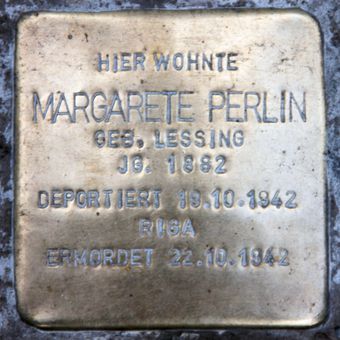 HIER WOHNTE
MARGARETE PERLIN
GEB. LESSING
JG. 1882
DEPORTIERT 19.10.1942
RIGA
ERMORDET 22.10.1942